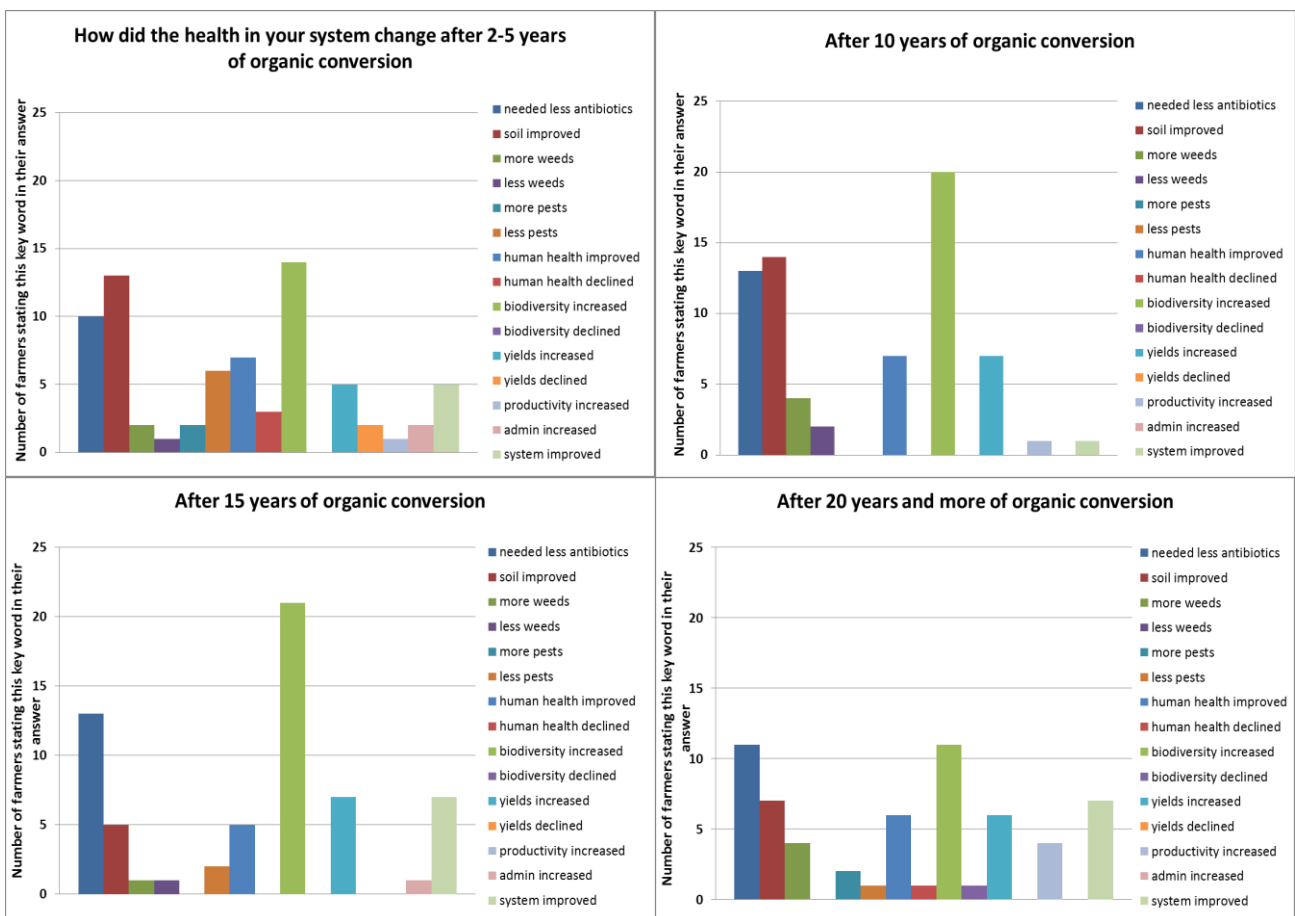 How did the health in your system change after 2-5 years
of organic conversion
Number of farmers stating this key word in their answer
25
20
15
10
5
0
needed less antibiotics
soil improved
more weeds
less weeds
more pests
less pests
human health improved
human health declined
biodiversity increased
biodiversity declined
yields increased
yields declined
productivity increased
admin increased
system improved
After 10 years of organic conversion
Number of farmers stating this key word in their answer
25
20
15
10
5
0
needed less antibiotics
soil improved
more weeds
less weeds
more pests
less pests
human health improved
human health declined
biodiversity increased
biodiversity declined
yields increased
yields declined
productivity increased
admin increased
system improved
After 15 years of organic conversion
Number of farmers stating this key word in their
answer
25
20
15
10
5
0
needed less antibiotics
soil improved
more weeds
less weeds
more pests
less pests
human health improved
human health declined
biodiversity increased
biodiversity declined
yields increased
yields declined
productivity increased
admin increased
system improved
After 20 years and more of organic conversion
Number of farmers stating this key word in their
answer
25
20
15
10
5
0
needed less antibiotics
soil improved
more weeds
less weeds
more pests
less pests
human health improved
human health declined
biodiversity increased
biodiversity declined
yields increased
yields declined
productivity increased
admin increased
system improved